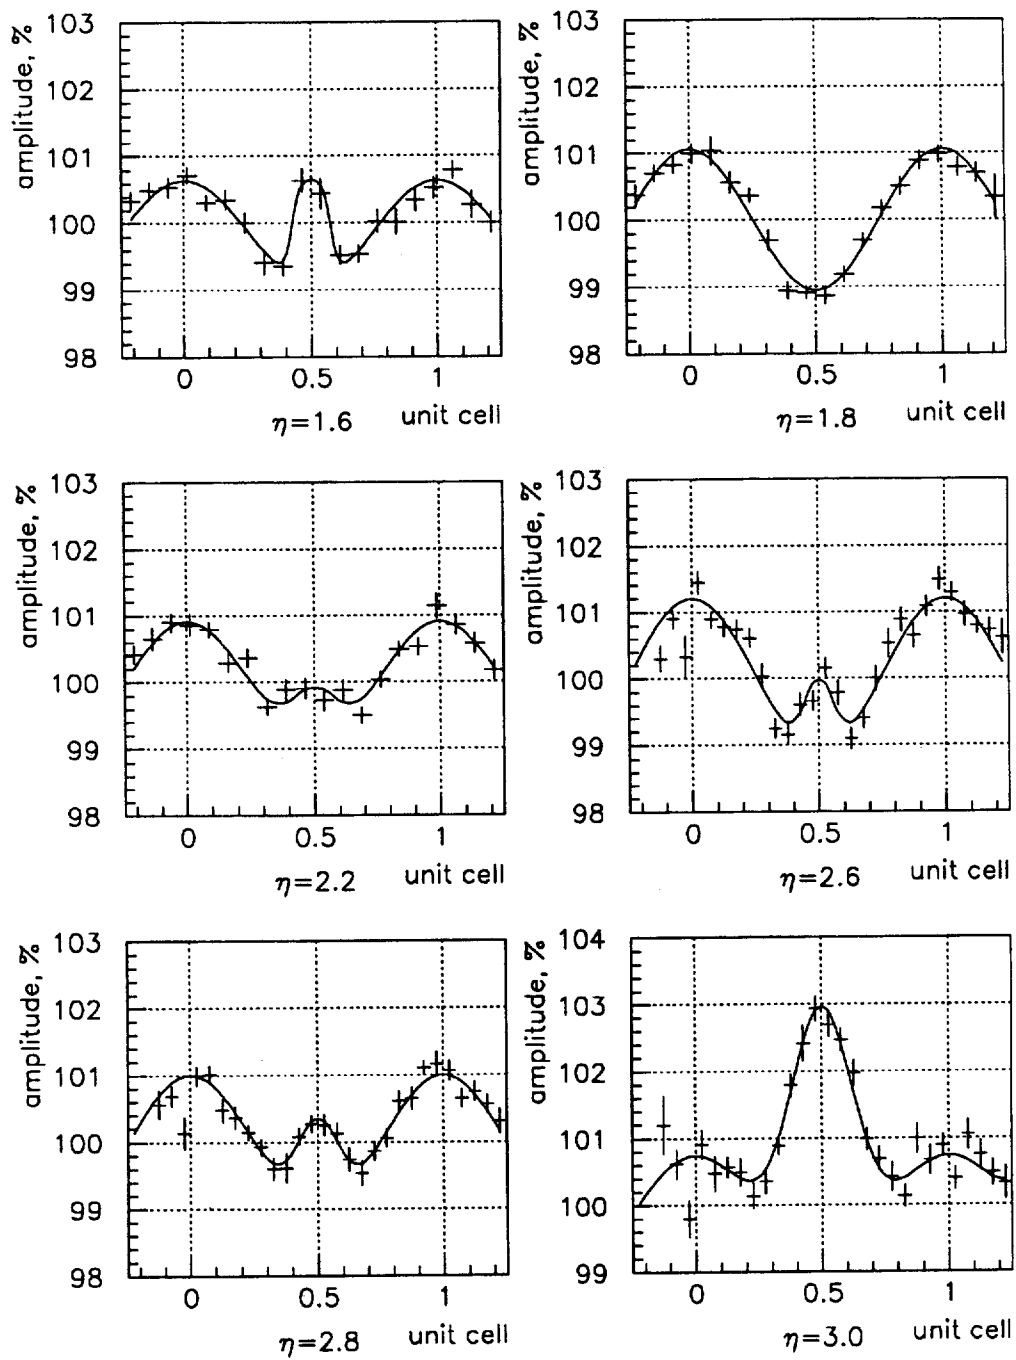 amplitude, %
103
102
101
100
99
98
0 0.5 1
η=1.6 unit cell
amplitude, %
103
102
101
100
99
98
0 0.5 1
η=1.8 unit cell
amplitude, %
103
102
101
100
99
98
0 0.5 1
η=2.2 unit cell
amplitude, %
103
102
101
100
99
98
0 0.5 1
η=2.6 unit cell
amplitude, %
103
102
101
100
99
98
0 0.5 1
η=2.8 unit cell
amplitude, %
104
103
102
101
100
99
0 0.5 1
η=3.0 unit cell